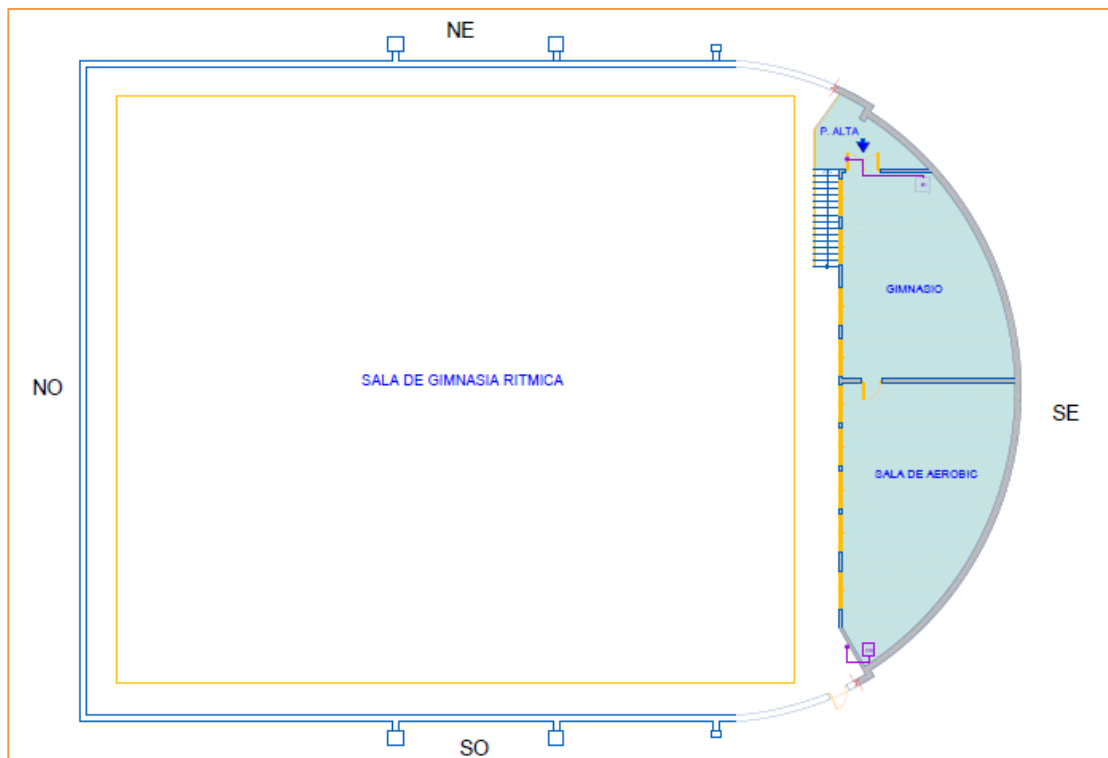 NE
P. ALTA
GIMNASIO
SALA DE GIMNASIA RITMICA
NO
SE
SALA DE AEROBIC
SO